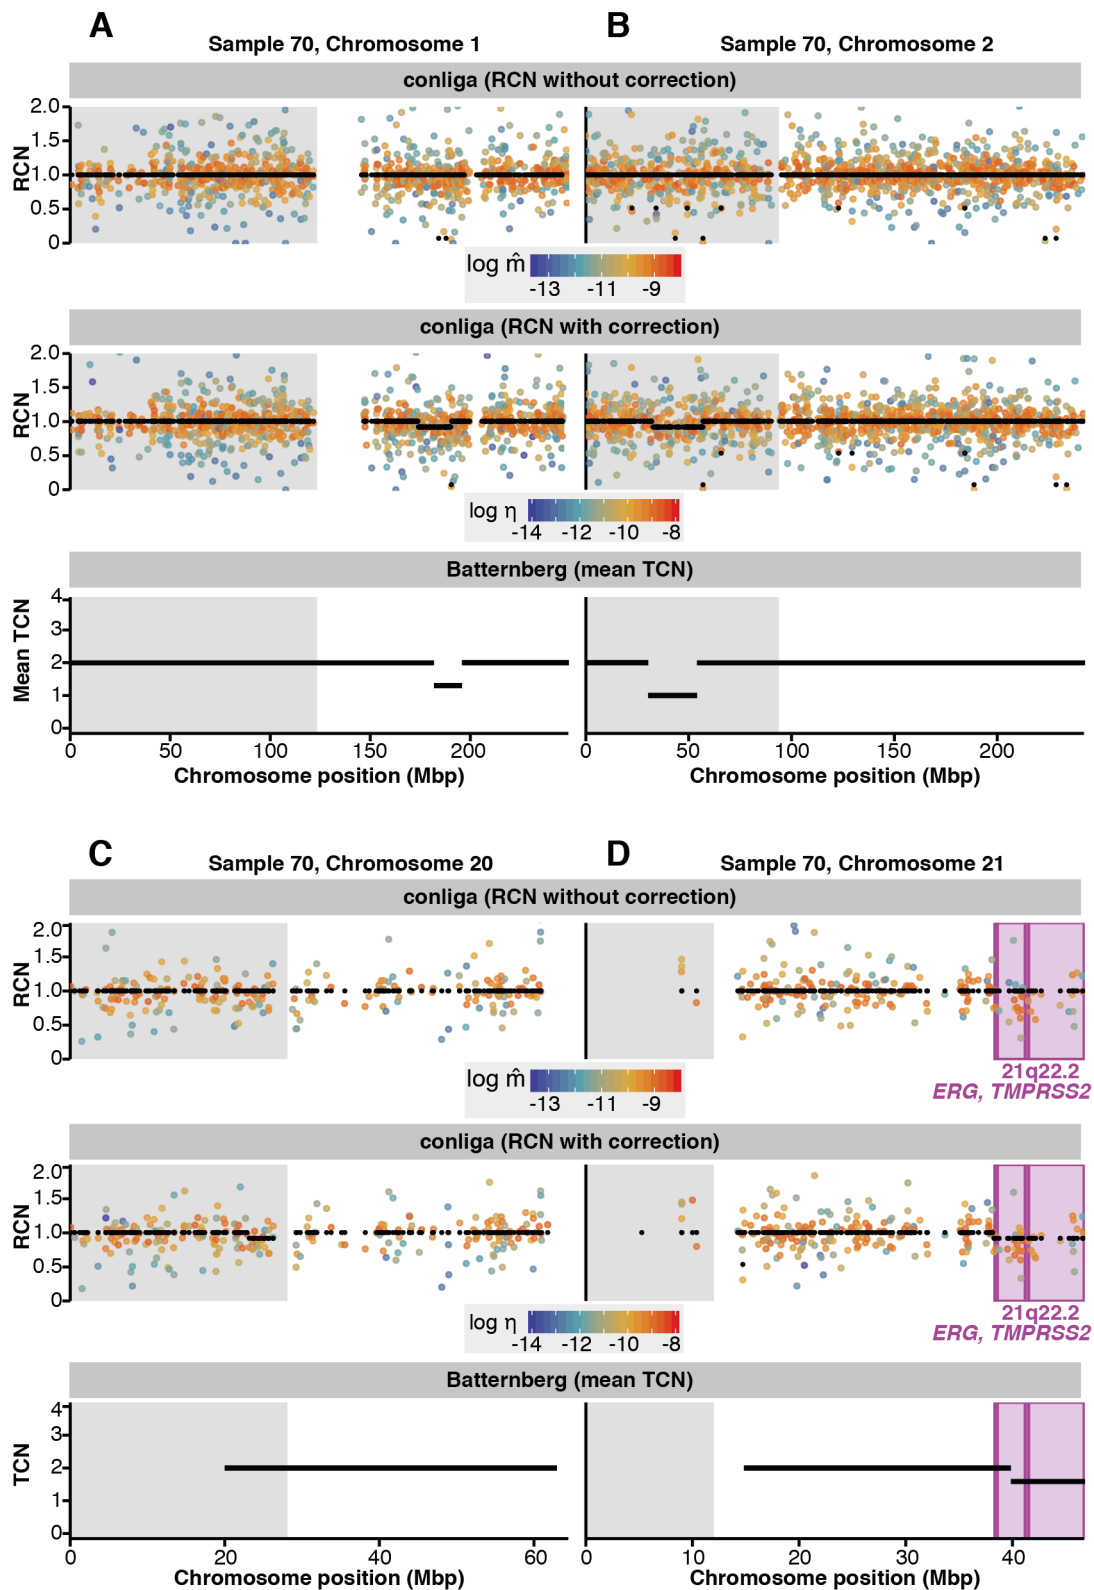 A
B
Sample 70, Chromosome 1
Sample 70, Chromosome 2
conliga (RCN without correction)
RCN
2.0
1.5
1.0
0.5
0
log m̂
-13 -11 -9
conliga (RCN with correction)
RCN
2.0
1.5
1.0
0.5
0
log η
-14 -12 -10 -8
Batternberg (mean TCN)
Mean TCN
4
3
2
1
0
0 50 100 150 200
0 50 100 150 200
Chromosome position (Mbp)
Chromosome position (Mbp)
C
D
Sample 70, Chromosome 20
Sample 70, Chromosome 21
conliga (RCN without correction)
RCN
2.0
1.5
1.0
0.5
0
21q22.2
ERG, TMPRSS2
log m̂
-13 -11 -9
conliga (RCN with correction)
RCN
2.0
1.5
1.0
0.5
0
21q22.2
ERG, TMPRSS2
log η
-14 -12 -10 -8
Batternberg (mean TCN)
TCN
4
3
2
1
0
0 20 40 60
0 10 20 30 40
Chromosome position (Mbp)
Chromosome position (Mbp)